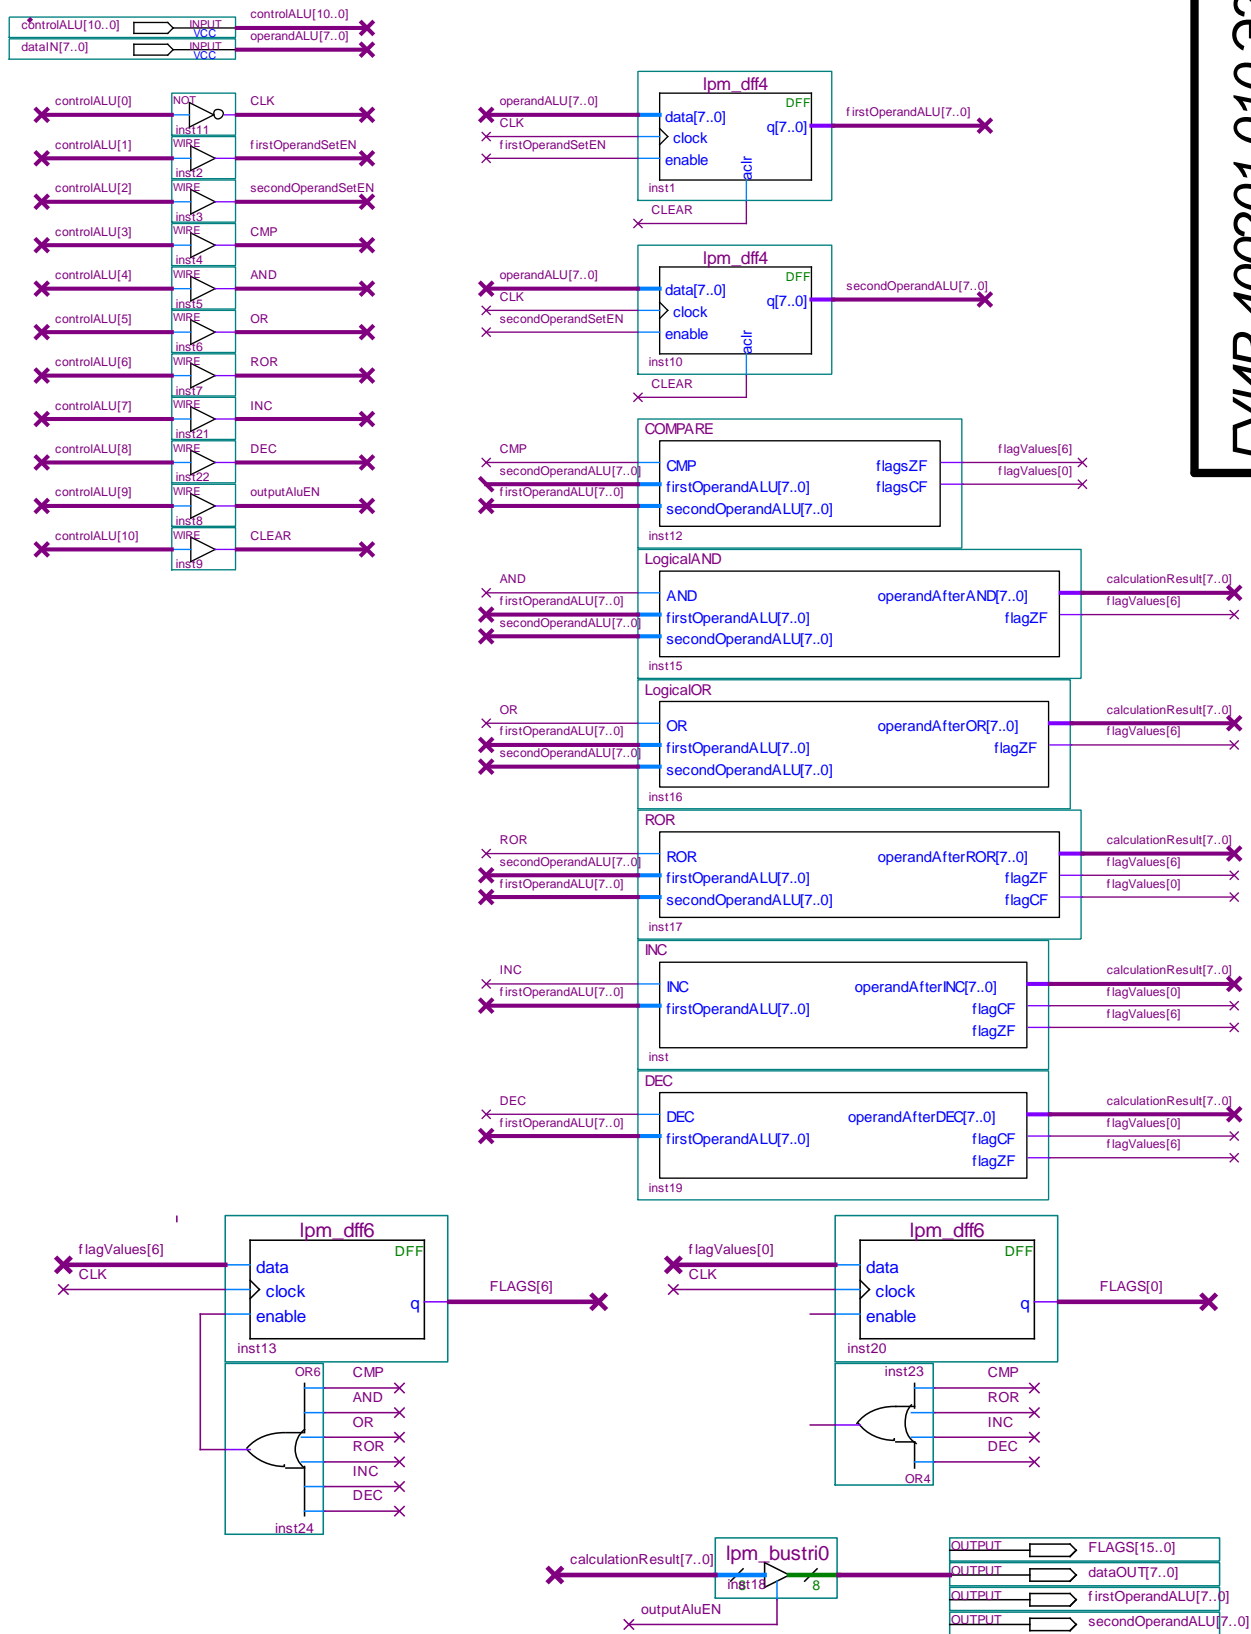 controlALU[10..0] INPUT VCC controlALU[10..0]
dataIN[7..0] INPUT VCC operandALU[7..0]
controlALU[0] NOT inst11 CLK
controlALU[1] WIRE inst2 firstOperandSetEN
controlALU[2] WIRE inst3 secondOperandSetEN
controlALU[3] WIRE inst4 CMP
controlALU[4] WIRE inst5 AND
controlALU[5] WIRE inst6 OR
controlALU[6] WIRE inst7 ROR
controlALU[7] WIRE inst21 INC
controlALU[8] WIRE inst22 DEC
controlALU[9] WIRE inst8 outputAluEN
controlALU[10] WIRE inst9 CLEAR
lpm_dff4
DFF
operandALU[7..0] data[7..0]
q[7..0] firstOperandALU[7..0]
CLK clock
firstOperandSetEN enable
aclr
inst1
CLEAR
lpm_dff4
DFF
operandALU[7..0] data[7..0]
q[7..0] secondOperandALU[7..0]
CLK clock
secondOperandSetEN enable
aclr
inst10
CLEAR
COMPARE
CMP CMP flagsZF flagValues[6]
secondOperandALU[7..0] firstOperandALU[7..0] flagsCF flagValues[0]
firstOperandALU[7..0] secondOperandALU[7..0]
inst12
LogicalAND
AND AND operandAfterAND[7..0] calculationResult[7..0]
firstOperandALU[7..0] firstOperandALU[7..0] flagZF flagValues[6]
secondOperandALU[7..0] secondOperandALU[7..0]
inst15
LogicalOR
OR OR operandAfterOR[7..0] calculationResult[7..0]
firstOperandALU[7..0] firstOperandALU[7..0] flagZF flagValues[6]
secondOperandALU[7..0] secondOperandALU[7..0]
inst16
ROR
ROR ROR operandAfterROR[7..0] calculationResult[7..0]
secondOperandALU[7..0] firstOperandALU[7..0] flagZF flagValues[6]
firstOperandALU[7..0] secondOperandALU[7..0] flagCF flagValues[0]
inst17
INC
INC INC operandAfterINC[7..0] calculationResult[7..0]
firstOperandALU[7..0] firstOperandALU[7..0] flagCF flagValues[0]
flagZF flagValues[6]
inst
DEC
DEC DEC operandAfterDEC[7..0] calculationResult[7..0]
firstOperandALU[7..0] firstOperandALU[7..0] flagCF flagValues[0]
flagZF flagValues[6]
inst19
lpm_dff6
DFF
flagValues[6] data
CLK clock
q FLAGS[6]
enable
inst13
OR6
CMP
AND
OR
ROR
INC
DEC
inst24
lpm_dff6
DFF
flagValues[0] data
CLK clock
q FLAGS[0]
enable
inst20
inst23
CMP
ROR
INC
DEC
OR4
lpm_bustri0
calculationResult[7..0] 8 inst18 8
outputAluEN
OUTPUT FLAGS[15..0]
OUTPUT dataOUT[7..0]
OUTPUT firstOperandALU[7..0]
OUTPUT secondOperandALU[7..0]